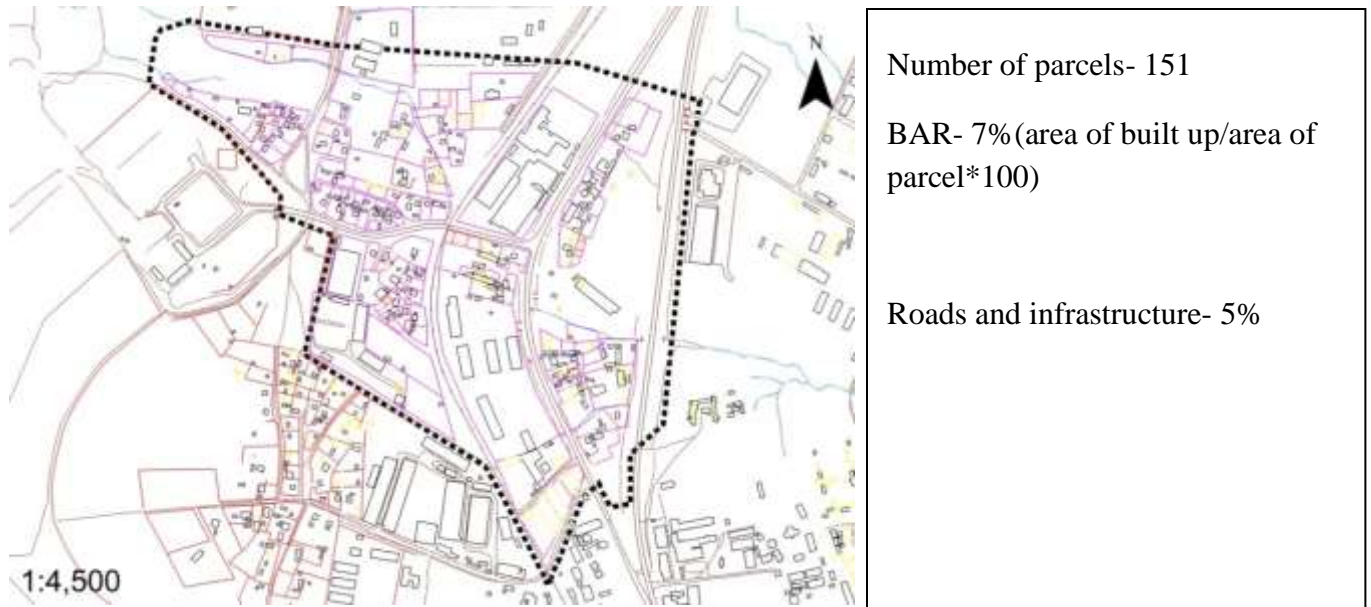 N
1:4,500
Number of parcels- 151
BAR- 7%(area of built up/area of
parcel*100)
Roads and infrastructure- 5%